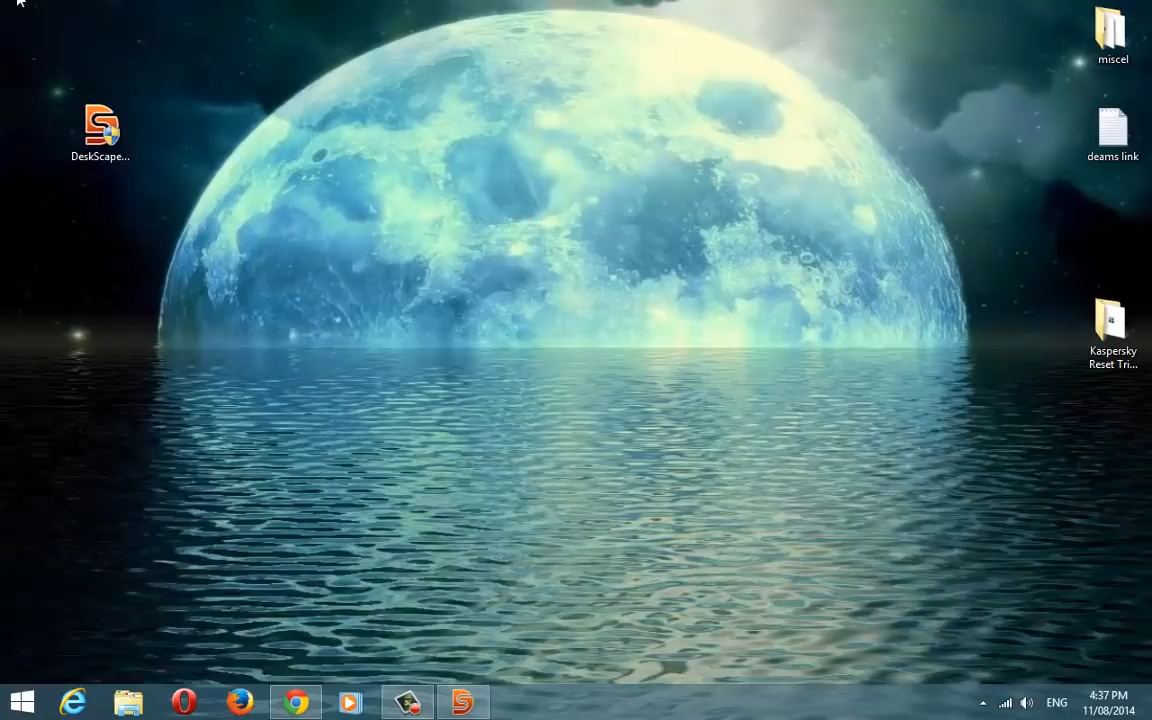 miscel
DeskScape...
deams link
Kaspersky
Reset Tri...
ENG
4:37 PM
11/08/2014